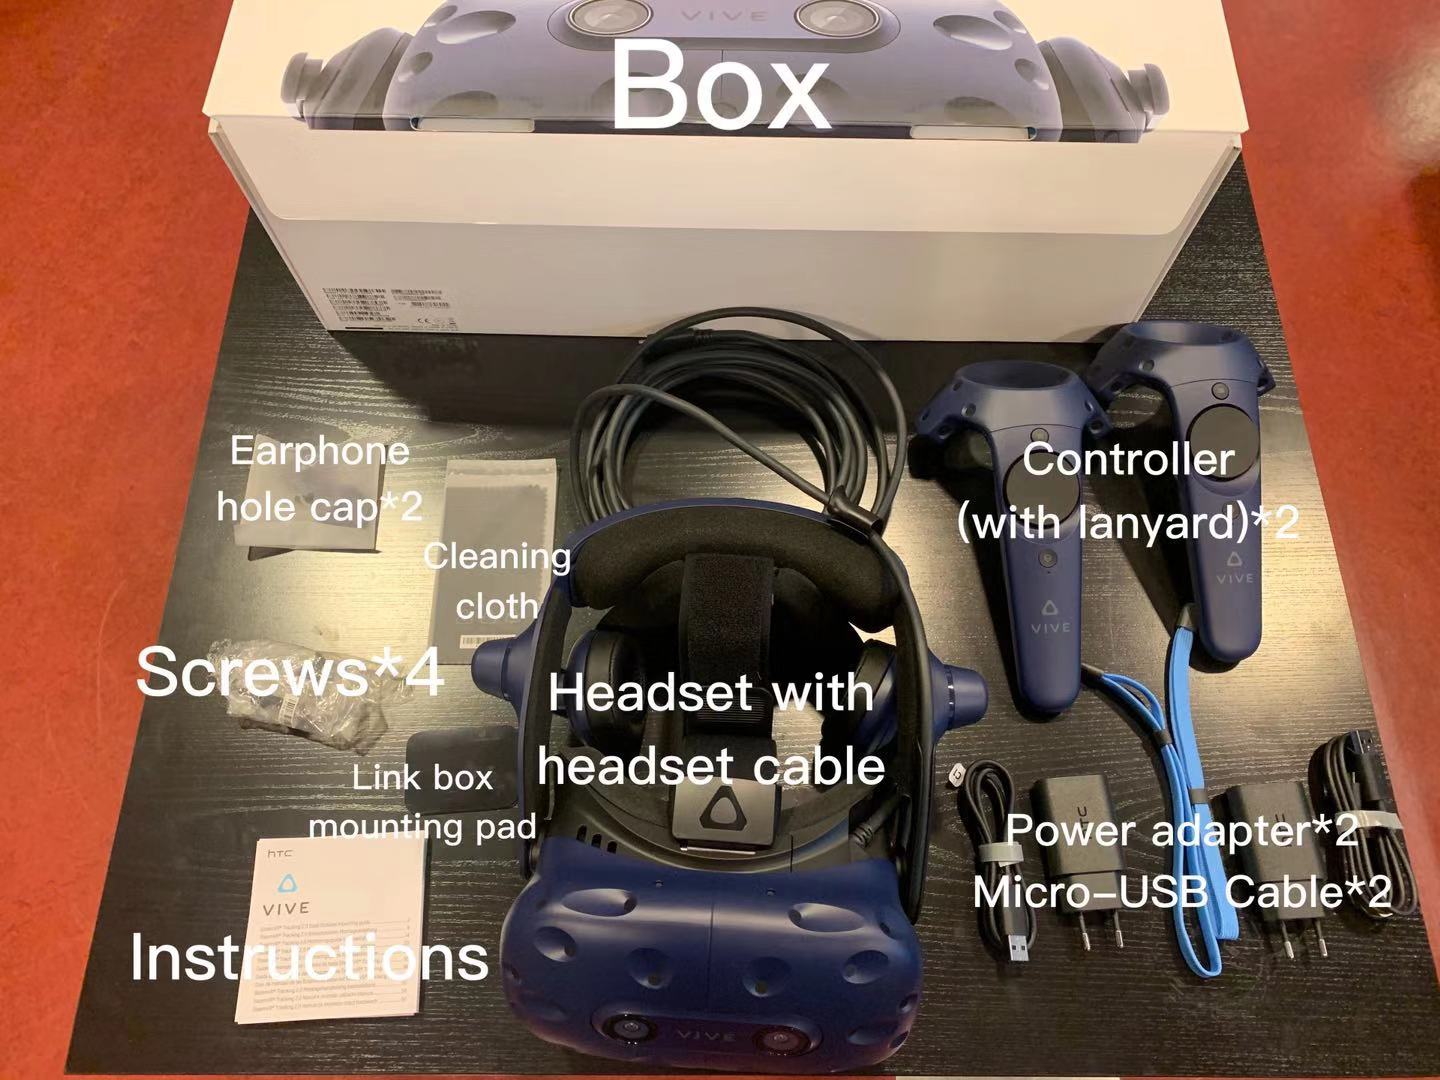 VIVE
Box
Earphone
hole cap*2
Controller
(with lanyard)*2
Cleaning
cloth
VIVE
VIVE
Screws*4
Headset with
headset cable
Link box
mounting pad
Power adapter*2
Micro-USB Cable*2
hTC
VIVE
Instructions
hTC
VIVE